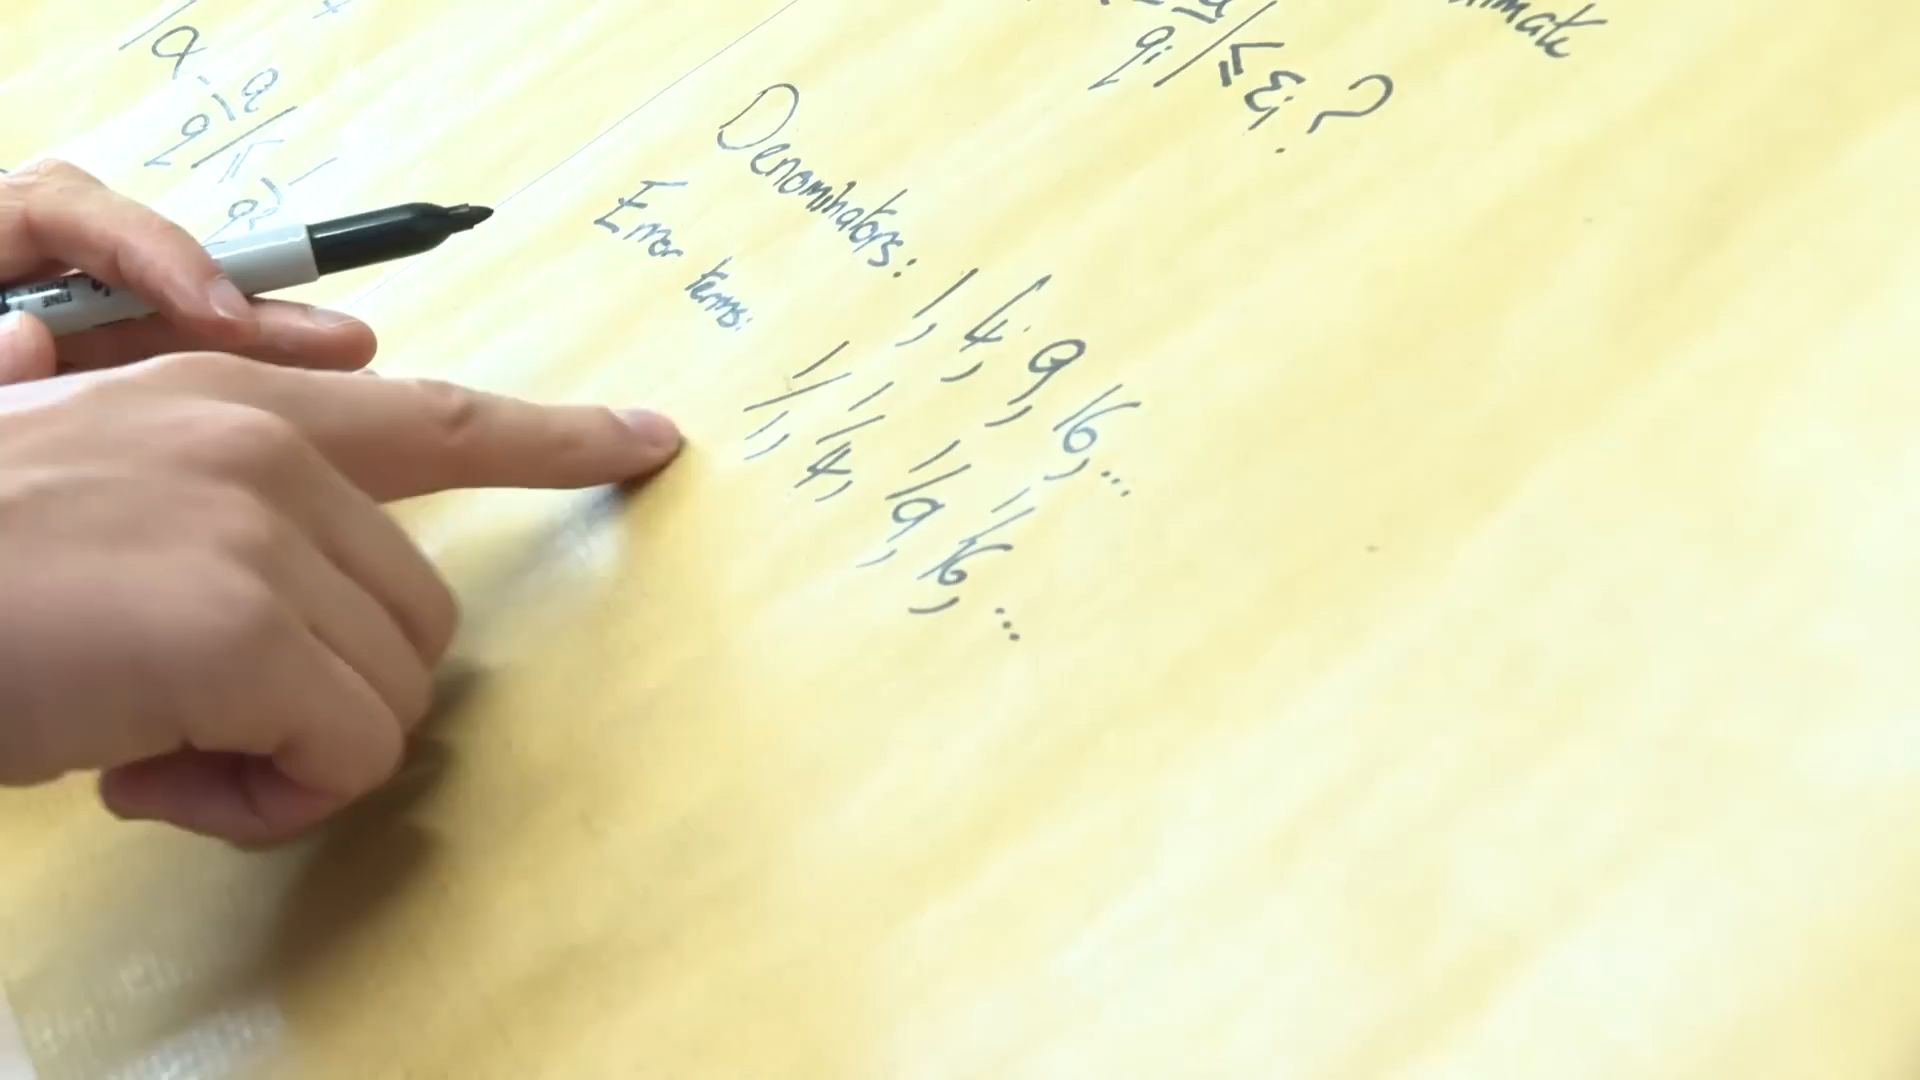 |α - a/q| ≤ 1/q²
a/qᵢ| ≤ εᵢ ?
Denominators: 1, 4, 9, 16, ...
Error terms: 1/1, 1/4, 1/9, 1/16, ...
FINE